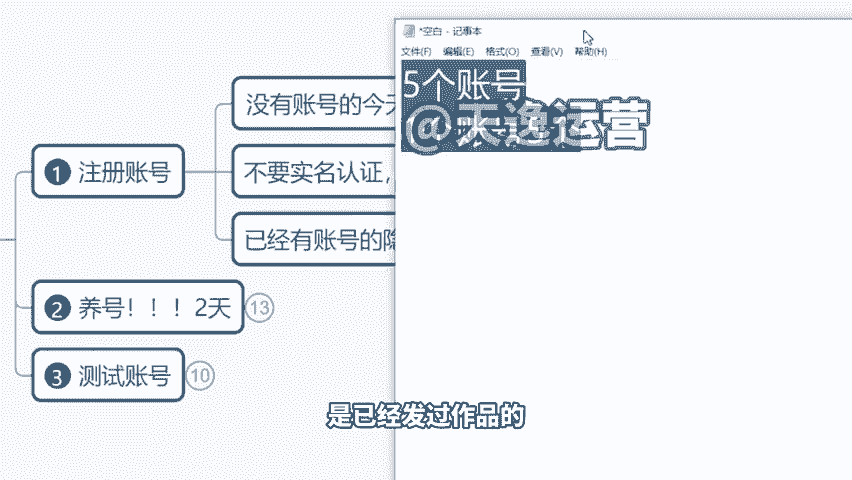 *空白 - 记事本
文件(F) 编辑(E) 格式(O) 查看(V) 帮助(H)
5个账号
@天逸运营
没有账号的今天
1 注册账号
不要实名认证,
已经有账号的隐
2 养号！！！2天 13
3 测试账号 10
是已经发过作品的